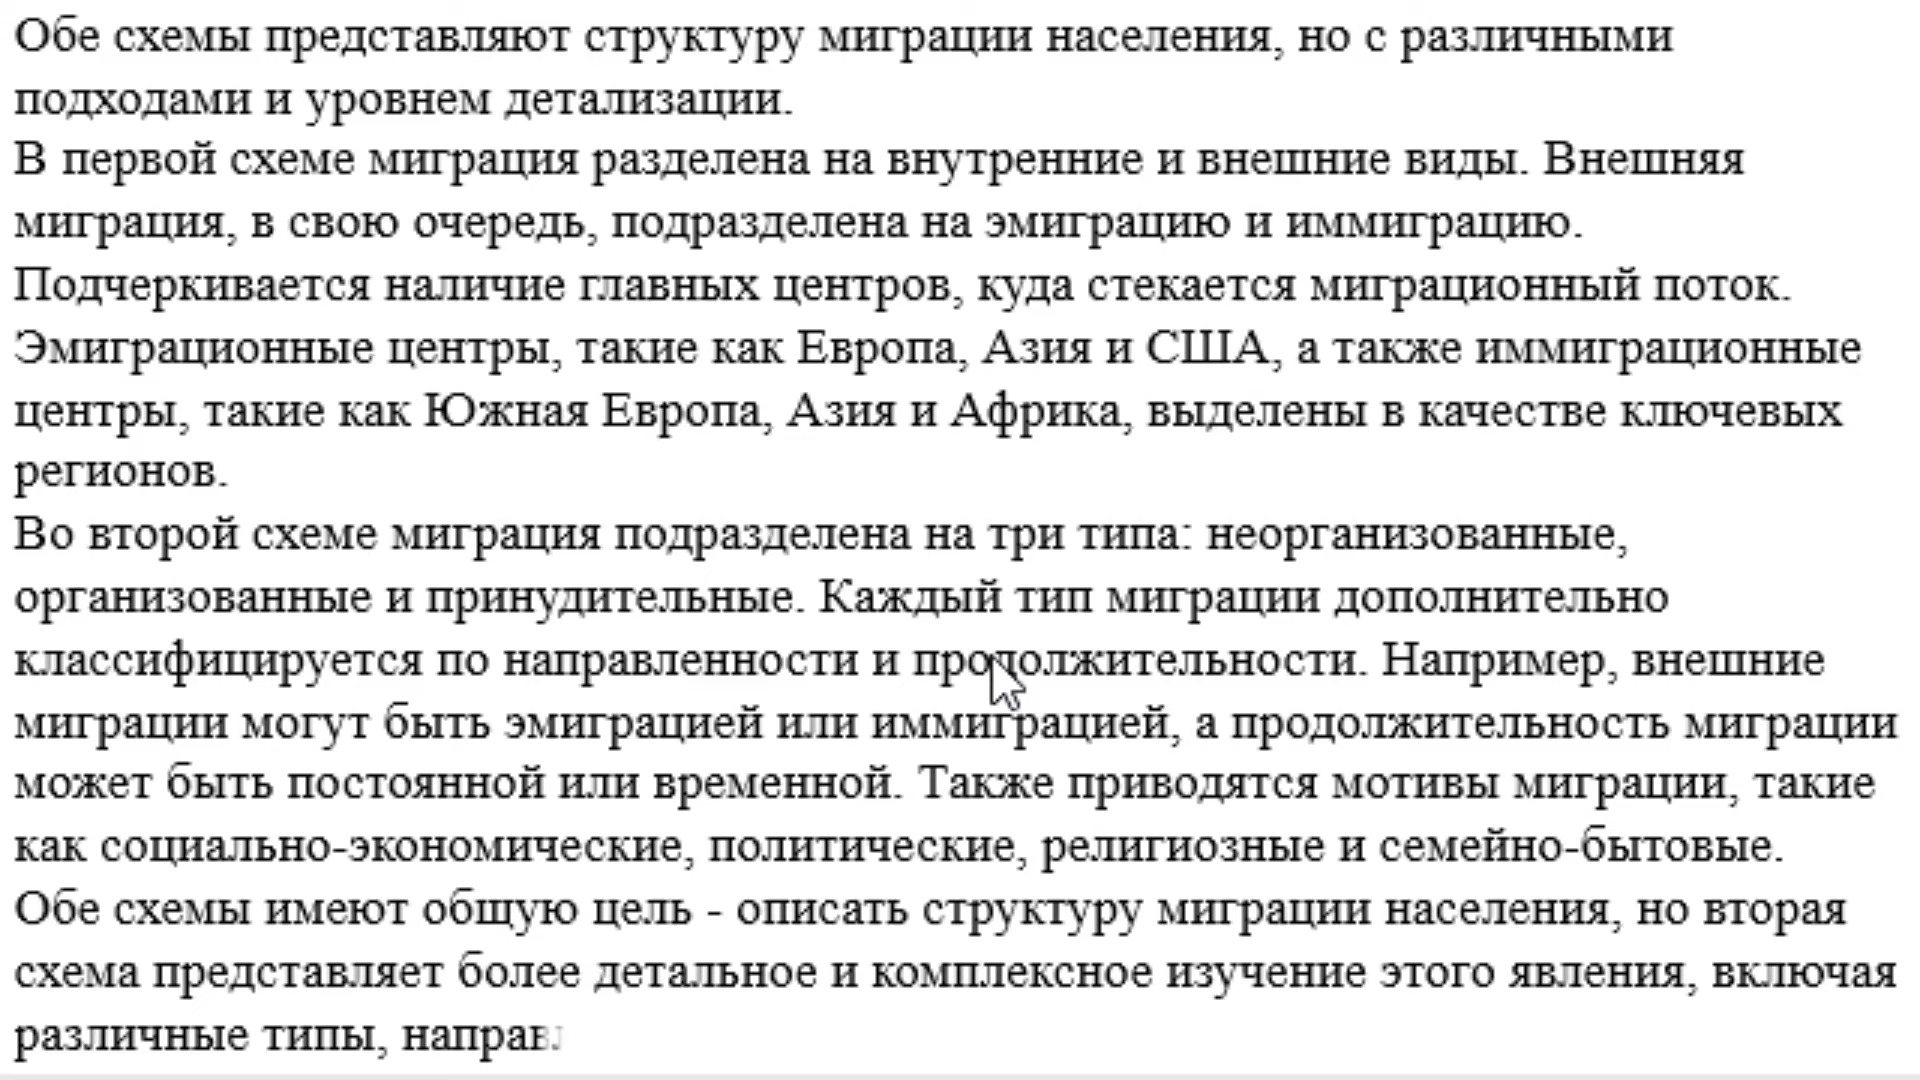 Обе схемы представляют структуру миграции населения, но с различными
подходами и уровнем детализации.
В первой схеме миграция разделена на внутренние и внешние виды. Внешняя
миграция, в свою очередь, подразделена на эмиграцию и иммиграцию.
Подчеркивается наличие главных центров, куда стекается миграционный поток.
Эмиграционные центры, такие как Европа, Азия и США, а также иммиграционные
центры, такие как Южная Европа, Азия и Африка, выделены в качестве ключевых
регионов.
Во второй схеме миграция подразделена на три типа: неорганизованные,
организованные и принудительные. Каждый тип миграции дополнительно
классифицируется по направленности и продолжительности. Например, внешние
миграции могут быть эмиграцией или иммиграцией, а продолжительность миграции
может быть постоянной или временной. Также приводятся мотивы миграции, такие
как социально-экономические, политические, религиозные и семейно-бытовые.
Обе схемы имеют общую цель - описать структуру миграции населения, но вторая
схема представляет более детальное и комплексное изучение этого явления, включая
различные типы,